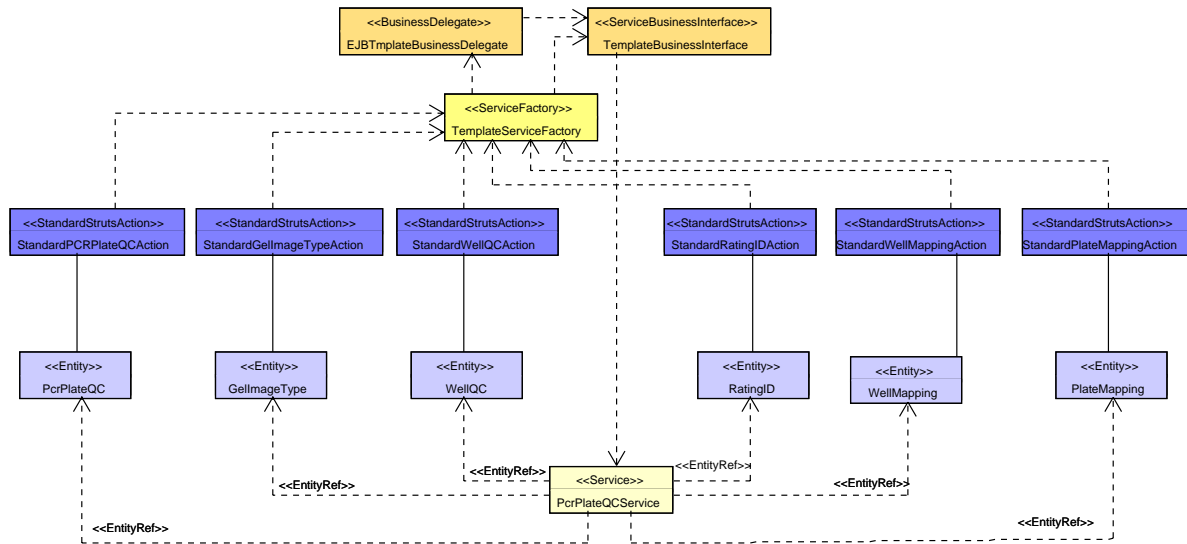 <<BusinessDelegate>>
EJBTmplateBusinessDelegate
<<ServiceBusinessInterface>>
TemplateBusinessInterface
<<ServiceFactory>>
TemplateServiceFactory
<<StandardStrutsAction>>
StandardPCRPlateQCAction
<<StandardStrutsAction>>
StandardGelImageTypeAction
<<StandardStrutsAction>>
StandardWellQCAction
<<StandardStrutsAction>>
StandardRatingIDAction
<<StandardStrutsAction>>
StandardWellMappingAction
<<StandardStrutsAction>>
StandardPlateMappingAction
<<Entity>>
PcrPlateQC
<<Entity>>
GelImageType
<<Entity>>
WellQC
<<Entity>>
RatingID
<<Entity>>
WellMapping
<<Entity>>
PlateMapping
<<EntityRef>>
<<EntityRef>>
<<Service>>
PcrPlateQCService
<<EntityRef>>
<<EntityRef>>
<<EntityRef>>
<<EntityRef>>